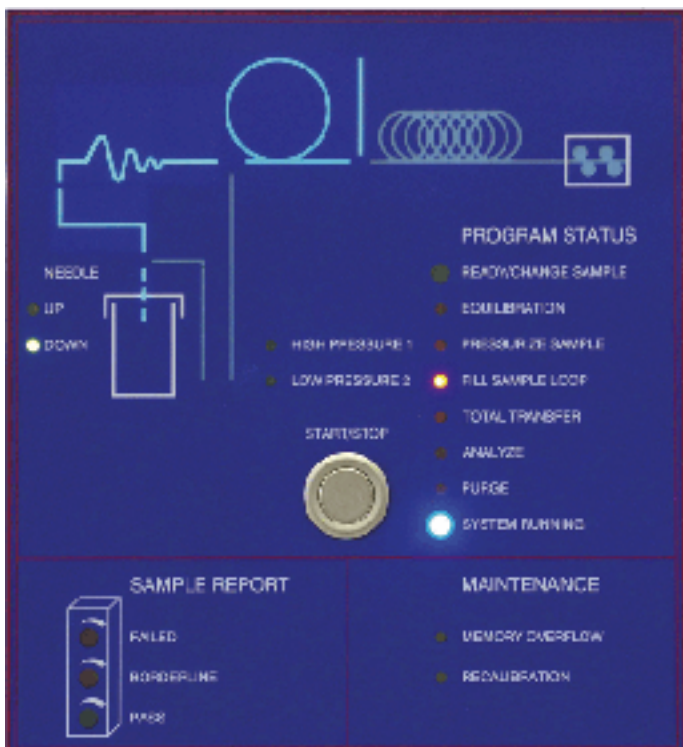 PROGRAM STATUS
NEEDLE
READY/CHANGE SAMPLE
UP
EQUILIBRATION
DOWN
HIGH PRESSURE 1
PRESSURIZE SAMPLE
LOW PRESSURE 2
FILL SAMPLE LOOP
TOTAL TRANSFER
START/STOP
ANALYZE
PURGE
SYSTEM RUNNING
SAMPLE REPORT
MAINTENANCE
FAILED
MEMORY OVERFLOW
BORDERLINE
RECALIBRATION
PASS